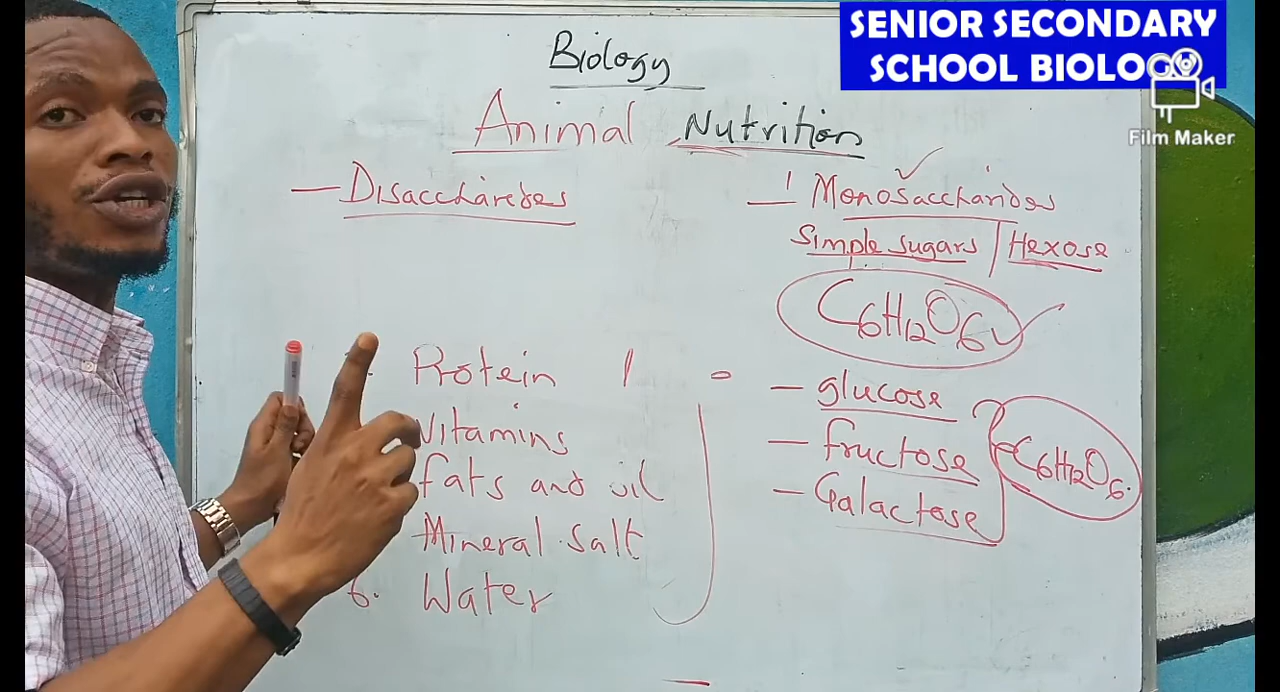 SENIOR SECONDARY
SCHOOL BIOLOGY
Film Maker
Biology
Animal Nutrition
— Disaccharides
— 1 Monosaccharides
Simple sugars / Hexose
C6H12O6
Protein
Vitamins
fats and oil
Mineral salt
6. Water
— glucose
— fructose
— Galactose
C6H12O6.